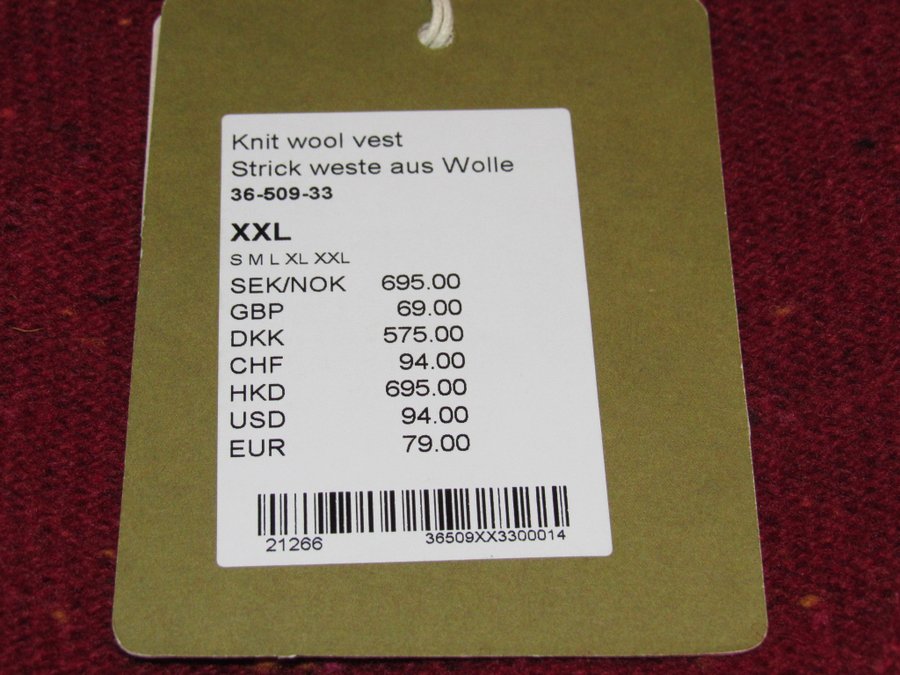 Knit wool vest
Strick weste aus Wolle
36-509-33
XXL
S M L XL XXL
SEK/NOK 695.00
GBP 69.00
DKK 575.00
CHF 94.00
HKD 695.00
USD 94.00
EUR 79.00
21266 36509XX3300014